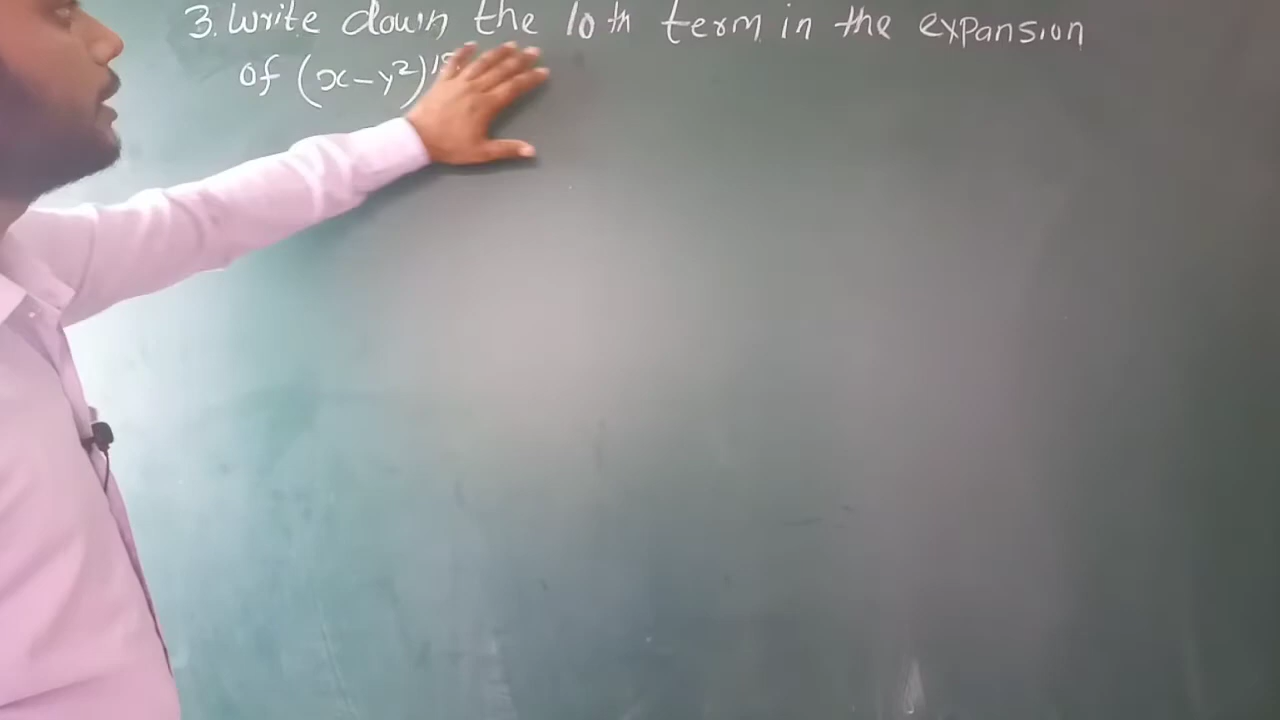 3. Write down the 10th term in the expansion
of (x-y²)